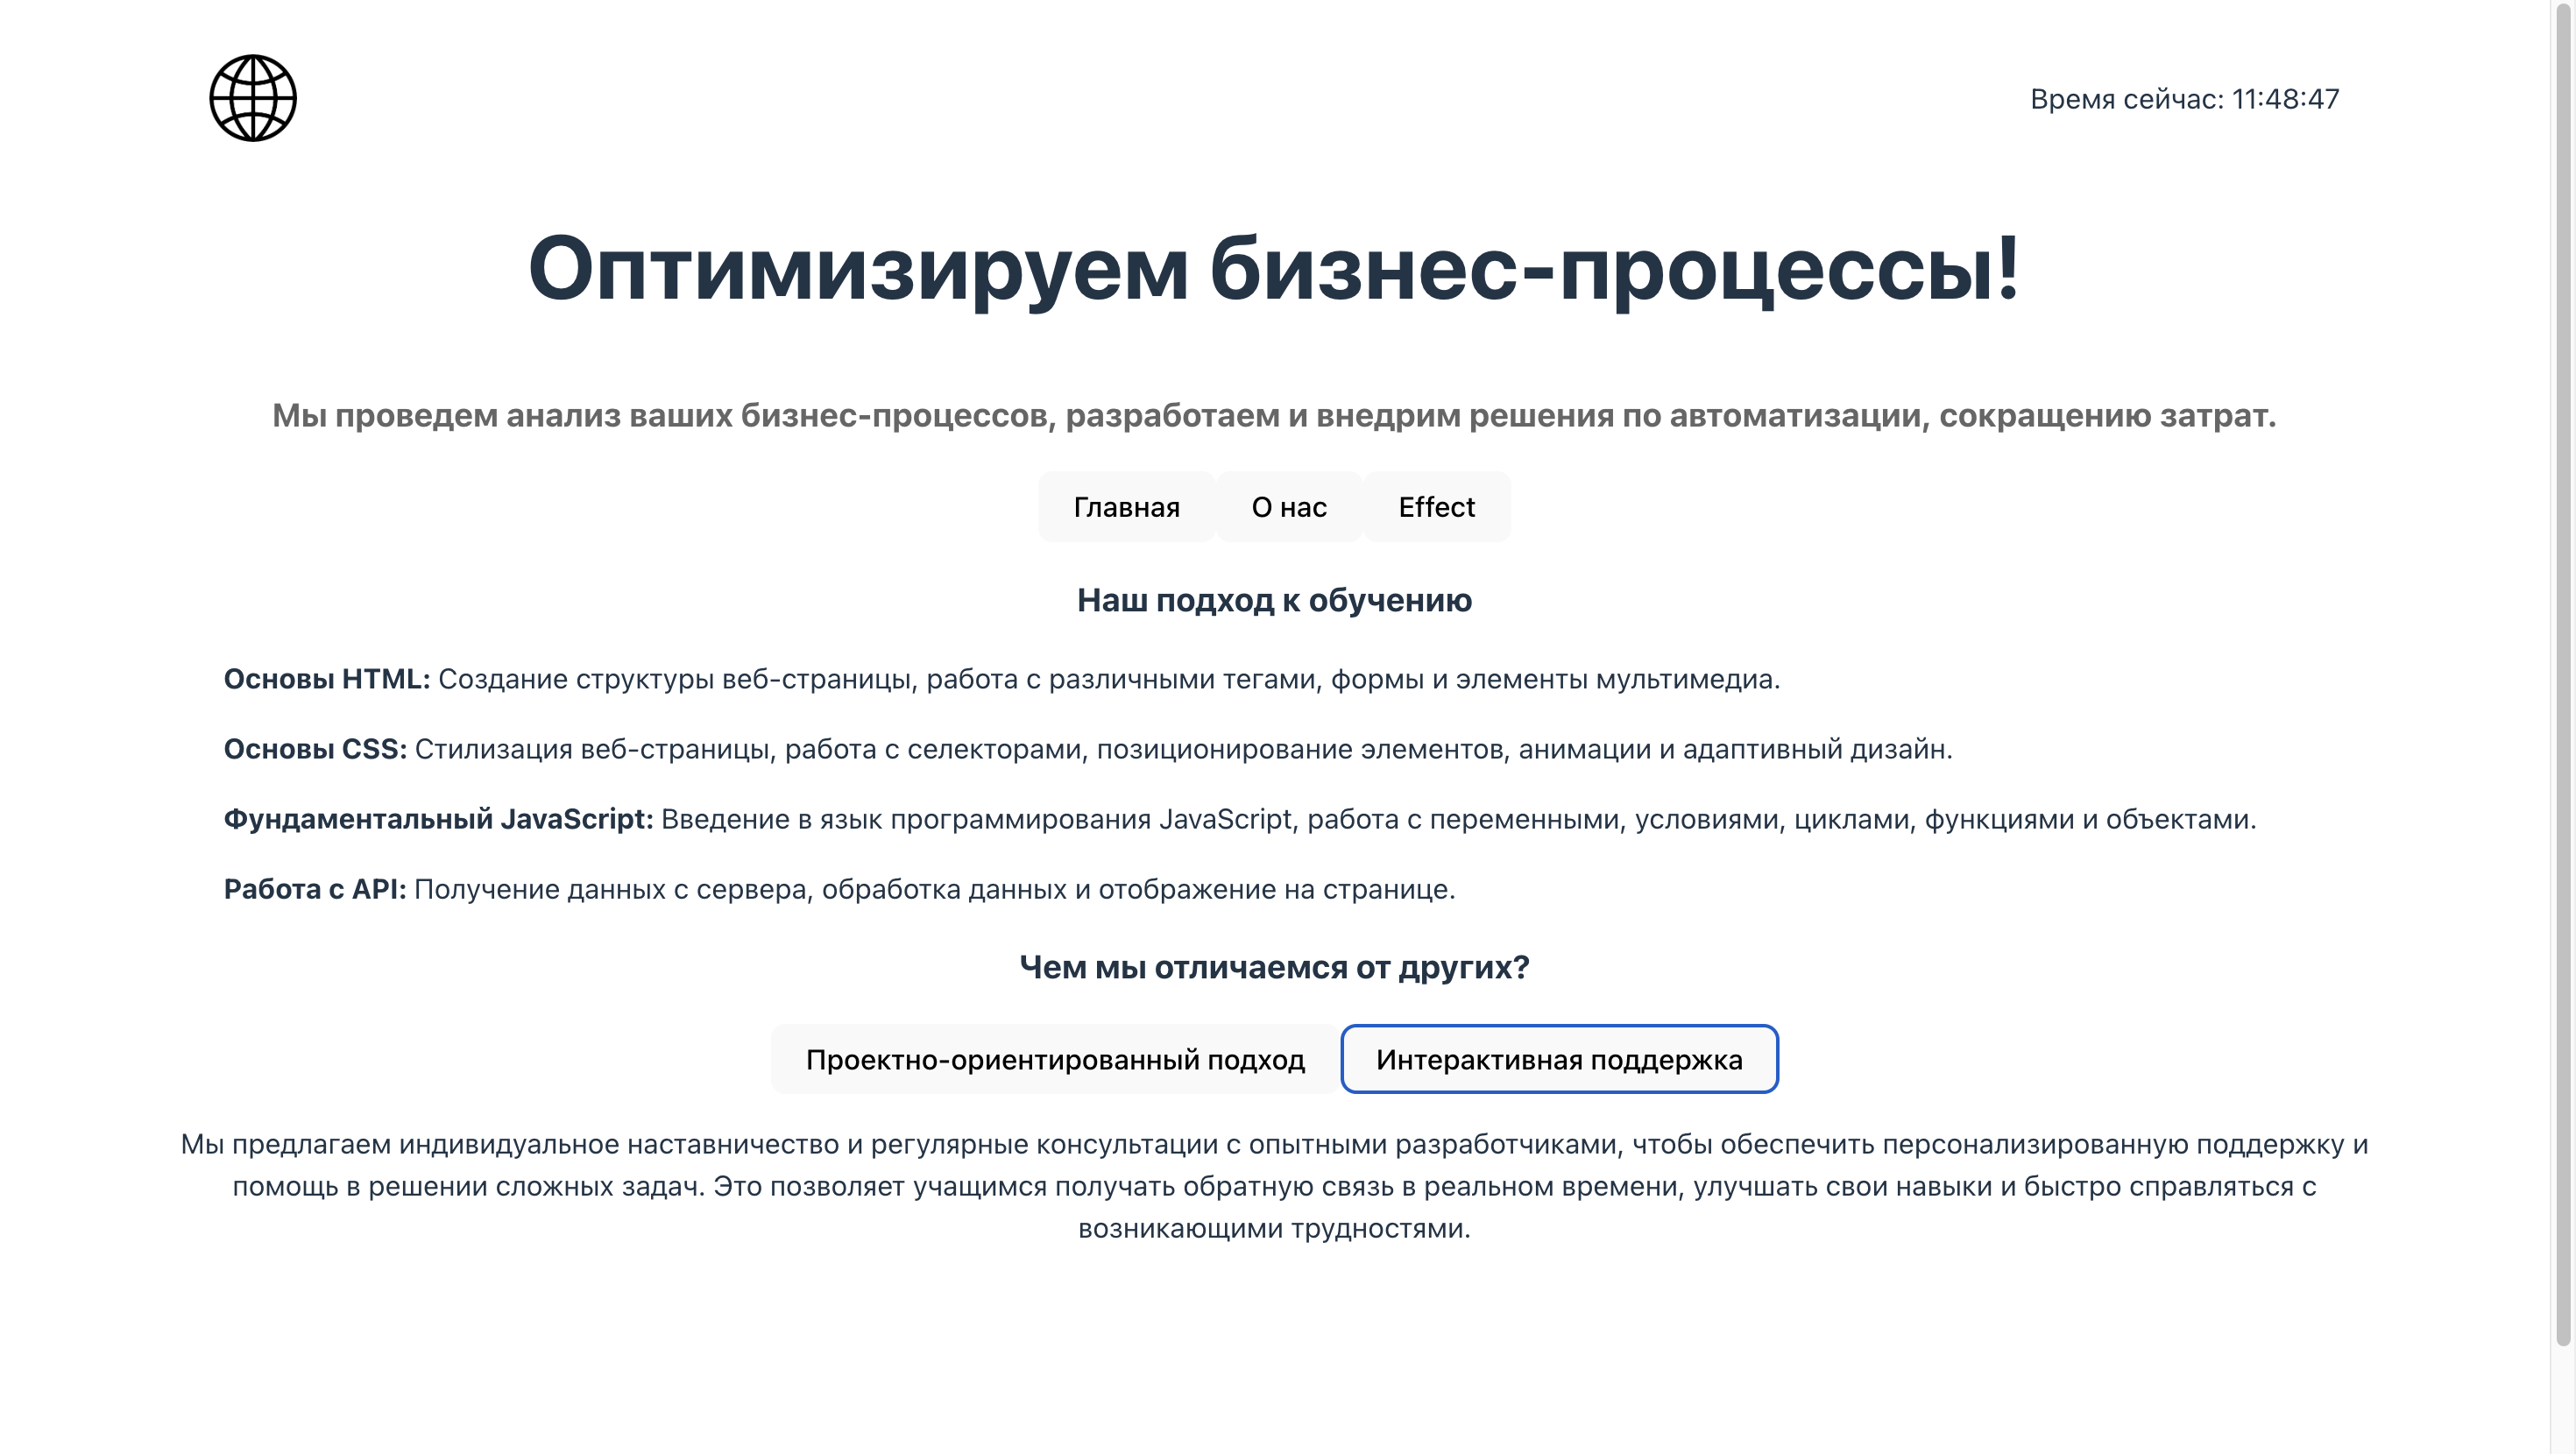 Время сейчас: 11:48:47
Оптимизируем бизнес-процессы!
Мы проведем анализ ваших бизнес-процессов, разработаем и внедрим решения по автоматизации, сокращению затрат.
Главная О нас Effect
Наш подход к обучению
Основы HTML: Создание структуры веб-страницы, работа с различными тегами, формы и элементы мультимедиа.
Основы CSS: Стилизация веб-страницы, работа с селекторами, позиционирование элементов, анимации и адаптивный дизайн.
Фундаментальный JavaScript: Введение в язык программирования JavaScript, работа с переменными, условиями, циклами, функциями и объектами.
Работа с API: Получение данных с сервера, обработка данных и отображение на странице.
Чем мы отличаемся от других?
Проектно-ориентированный подход Интерактивная поддержка
Мы предлагаем индивидуальное наставничество и регулярные консультации с опытными разработчиками, чтобы обеспечить персонализированную поддержку и
помощь в решении сложных задач. Это позволяет учащимся получать обратную связь в реальном времени, улучшать свои навыки и быстро справляться с
возникающими трудностями.